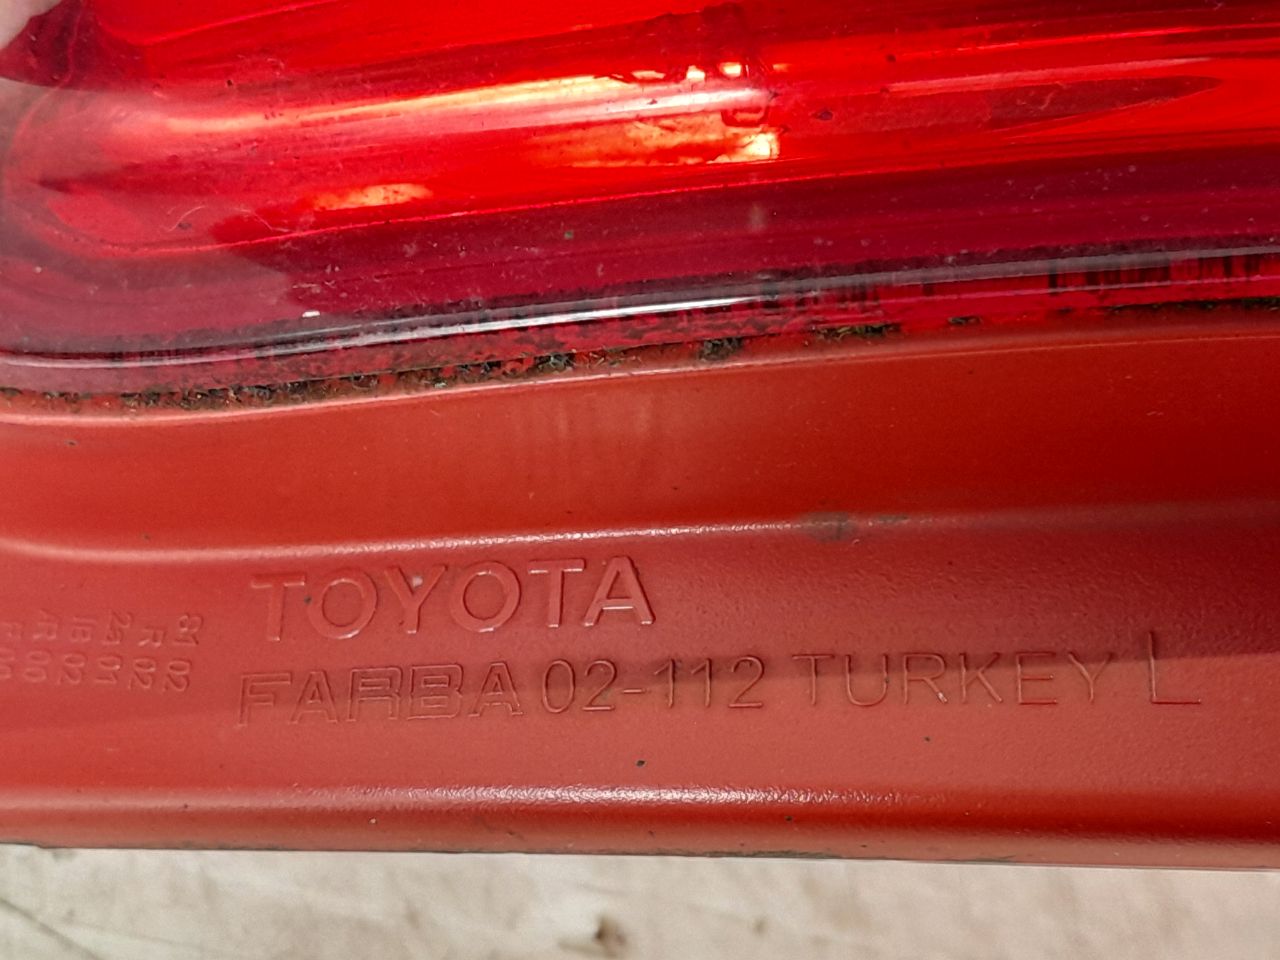 TOYOTA
FARBA 02-112 TURKEY L